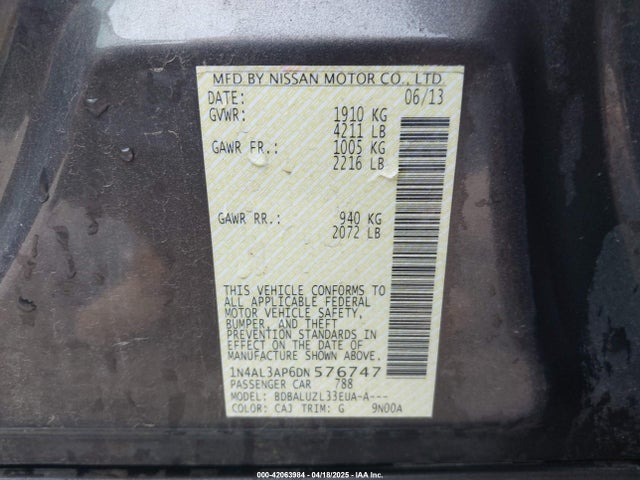 MFD BY NISSAN MOTOR CO., LTD.
DATE: 06/13
GVWR: 1910 KG
4211 LB
GAWR FR.: 1005 KG
2216 LB
GAWR RR.: 940 KG
2072 LB
THIS VEHICLE CONFORMS TO
ALL APPLICABLE FEDERAL
MOTOR VEHICLE SAFETY,
BUMPER, AND THEFT
PREVENTION STANDARDS IN
EFFECT ON THE DATE OF
MANUFACTURE SHOWN ABOVE.
1N4AL3AP6DN 576747
PASSENGER CAR 788
MODEL: BDBALUZL33EUA-A---
COLOR: CAJ TRIM: G 9N00A
000-42063984 - 04/18/2025 - IAA Inc.